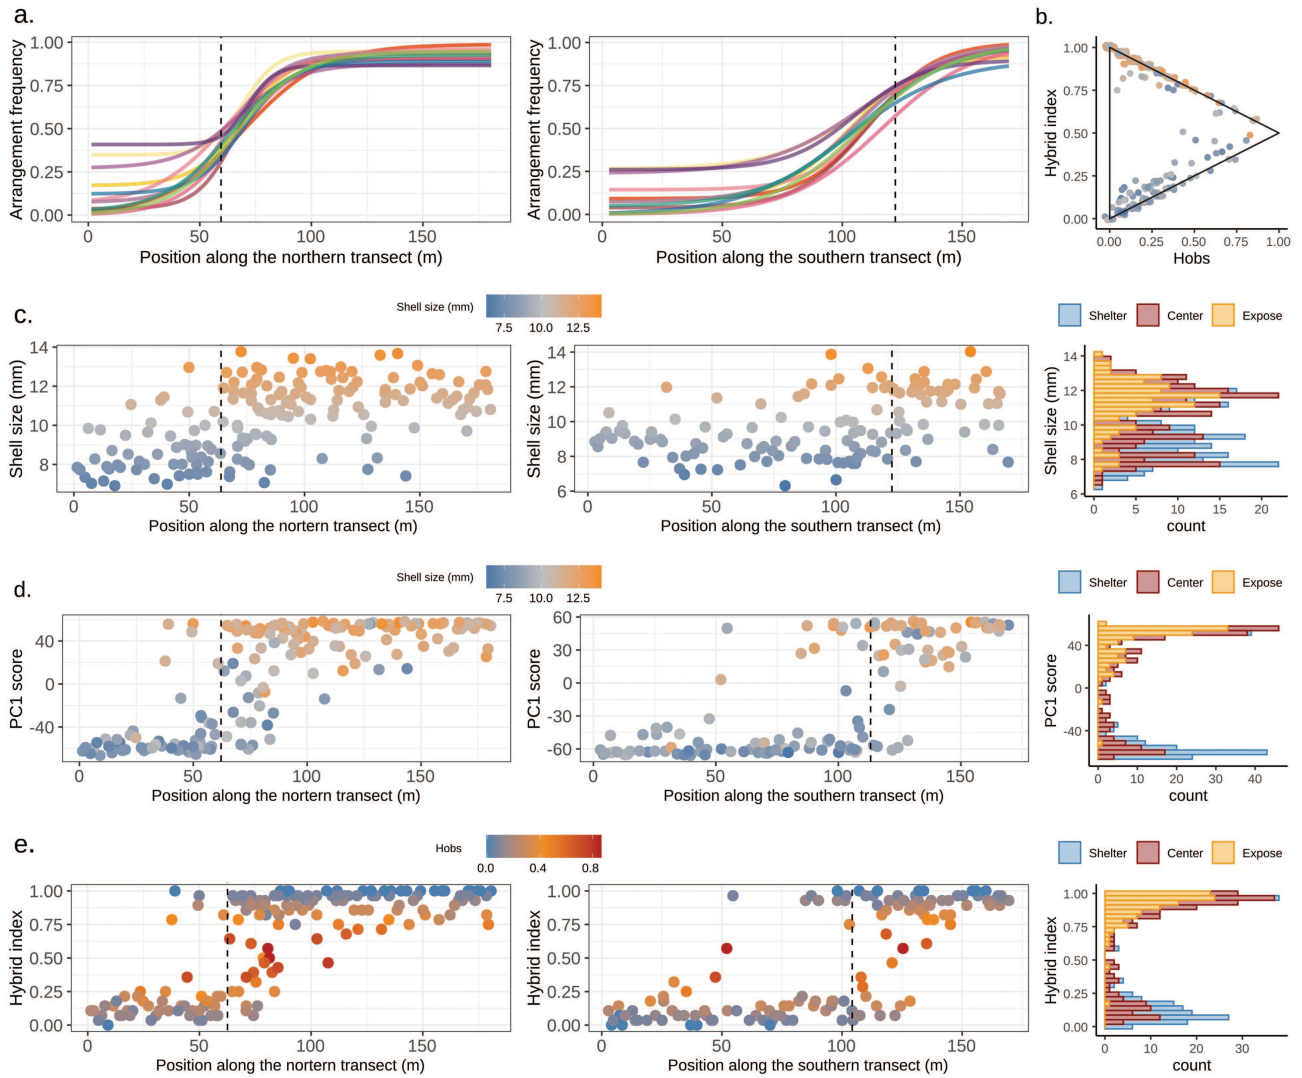 a.
b.
Arrangement frequency
1.00
0.75
0.50
0.25
0.00
0 50 100 150
Position along the northern transect (m)
Arrangement frequency
1.00
0.75
0.50
0.25
0.00
0 50 100 150
Position along the southern transect (m)
Hybrid index
1.00
0.75
0.50
0.25
0.00
0.00 0.25 0.50 0.75 1.00
Hobs
c.
Shell size (mm)
7.5 10.0 12.5
Shelter Center Expose
Shell size (mm)
14
12
10
8
0 50 100 150
Position along the nortern transect (m)
Shell size (mm)
14
12
10
8
6
0 50 100 150
Position along the southern transect (m)
Shell size (mm)
14
12
10
8
6
0 5 10 15 20
count
d.
Shell size (mm)
7.5 10.0 12.5
Shelter Center Expose
PC1 score
40
0
-40
0 50 100 150
Position along the nortern transect (m)
PC1 score
60
30
0
-30
-60
0 50 100 150
Position along the southern transect (m)
PC1 score
40
0
-40
0 10 20 30 40
count
e.
Hobs
0.0 0.4 0.8
Shelter Center Expose
Hybrid index
1.00
0.75
0.50
0.25
0.00
0 50 100 150
Position along the nortern transect (m)
Hybrid index
1.00
0.75
0.50
0.25
0.00
0 50 100 150
Position along the southern transect (m)
Hybrid index
1.00
0.75
0.50
0.25
0.00
0 10 20 30
count